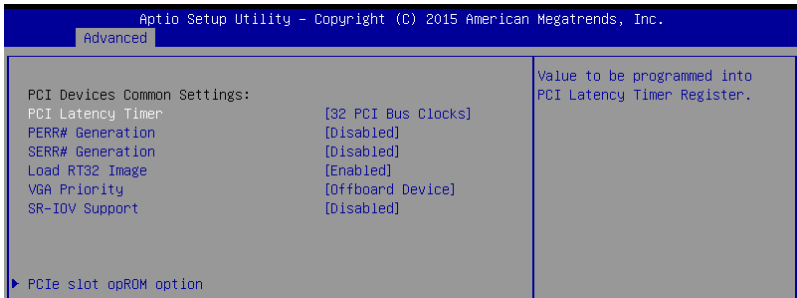 Aptio Setup Utility – Copyright (C) 2015 American Megatrends, Inc.
Advanced
PCI Devices Common Settings:
PCI Latency Timer [32 PCI Bus Clocks]
PERR# Generation [Disabled]
SERR# Generation [Disabled]
Load RT32 Image [Enabled]
VGA Priority [Offboard Device]
SR-IOV Support [Disabled]
PCIe slot opROM option
Value to be programmed into
PCI Latency Timer Register.